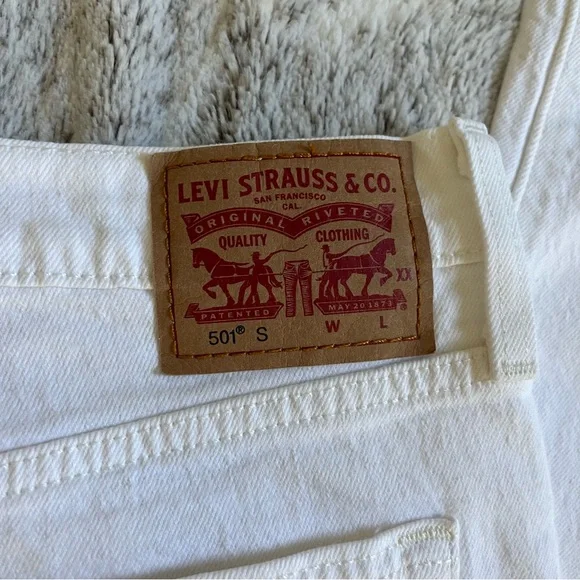 LEVI STRAUSS & CO.
SAN FRANCISCO
CAL.
ORIGINAL RIVETED
QUALITY CLOTHING
XX
PATENTED MAY 20 1873 ®
501® S W L